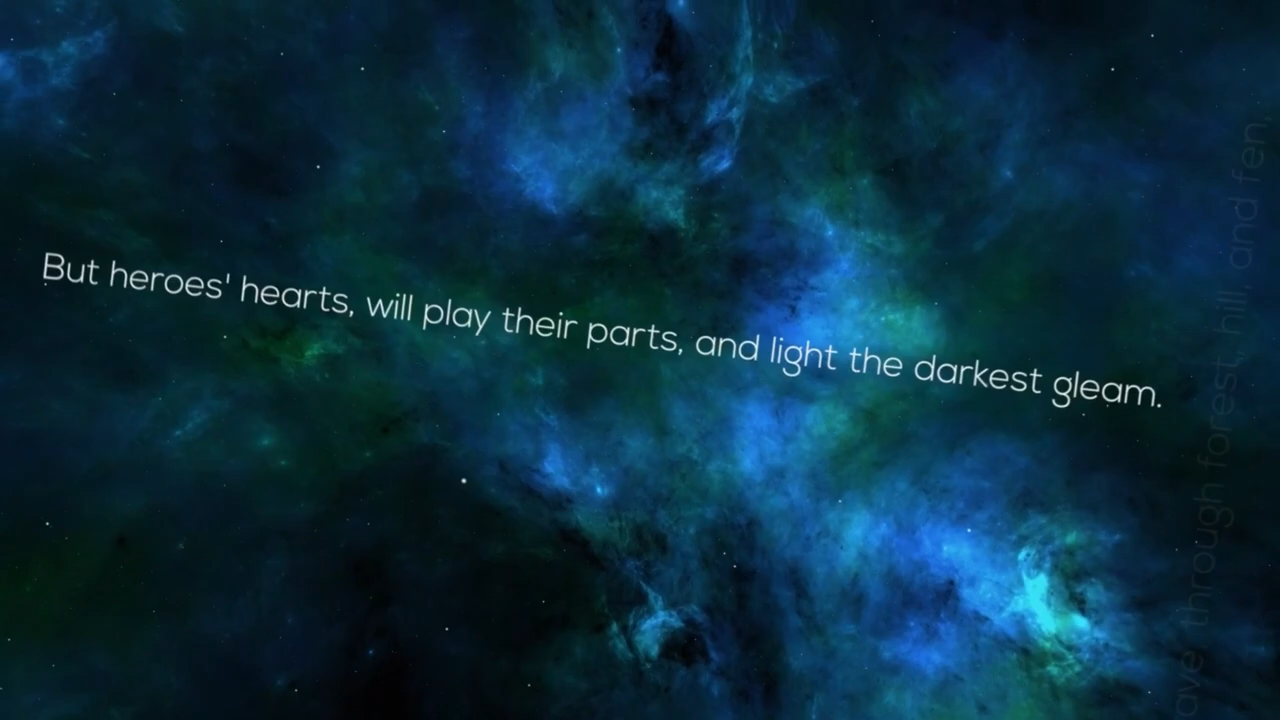 But heroes' hearts, will play their parts, and light the darkest gleam.
through forest, hill, and fen,